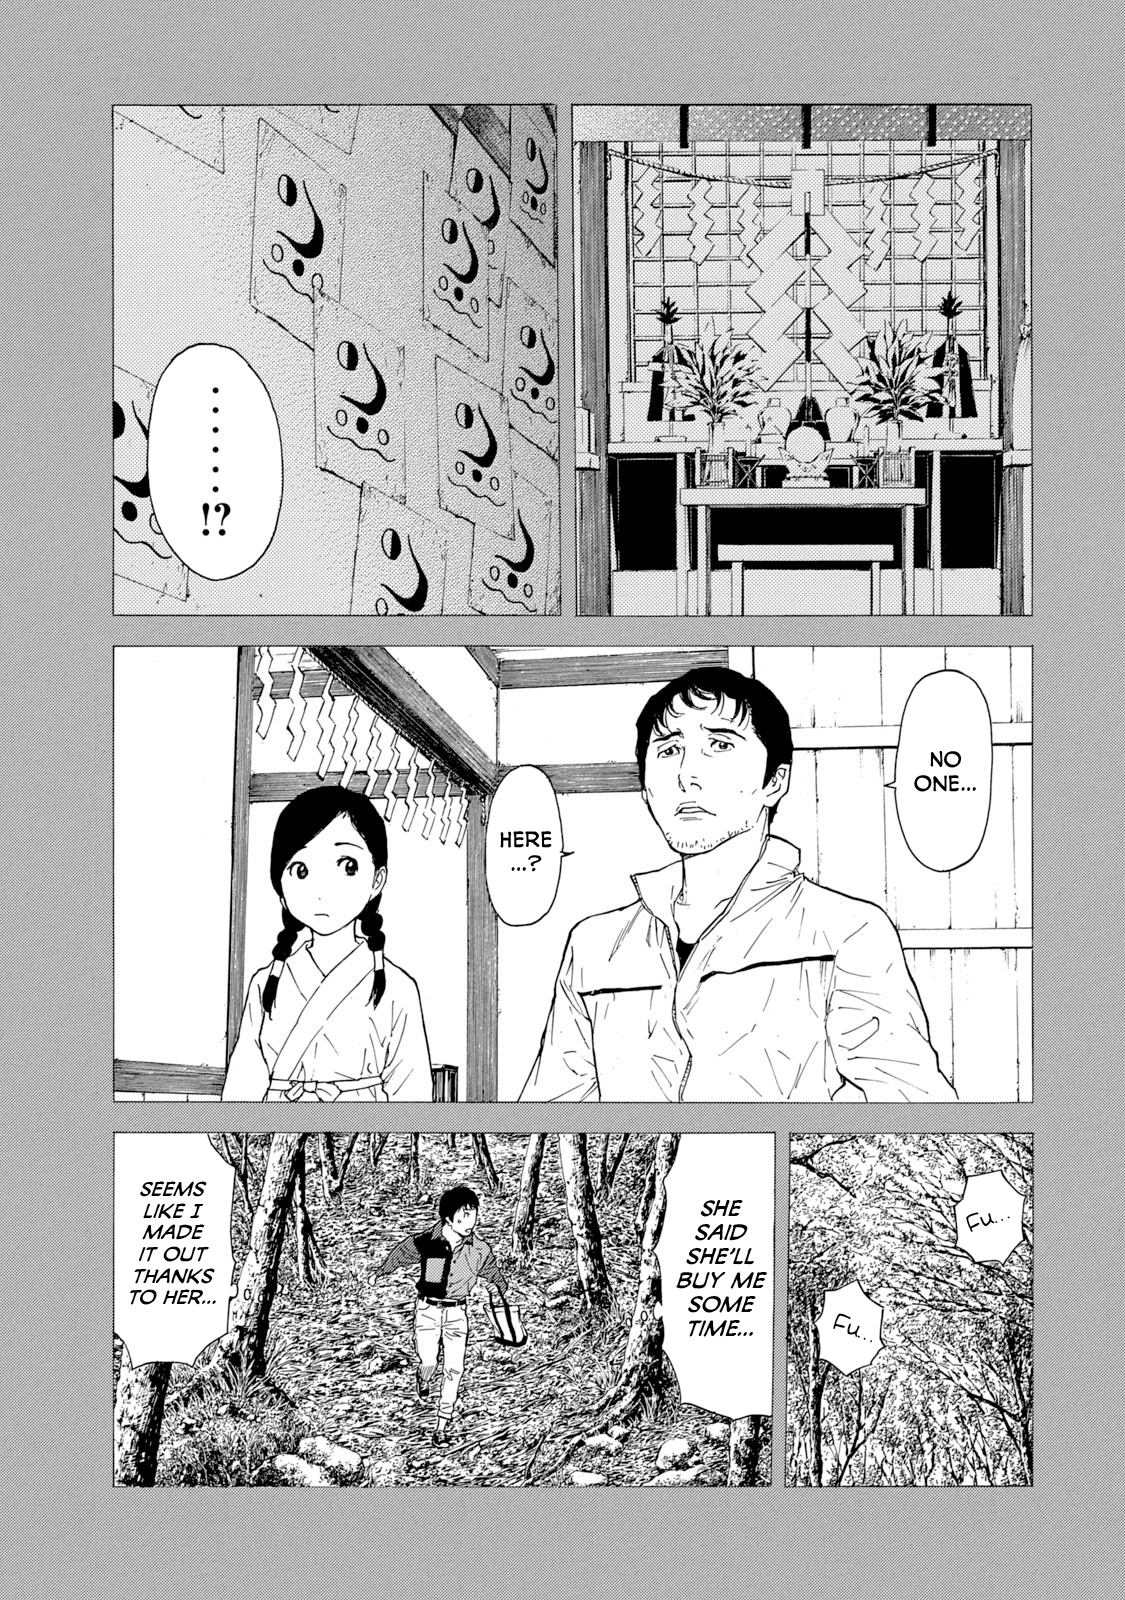 ......
!?
NO
ONE...
HERE
...?
Fu...
Fu...
SHE
SAID
SHE'LL
BUY ME
SOME
TIME...
SEEMS
LIKE I
MADE
IT OUT
THANKS
TO HER...